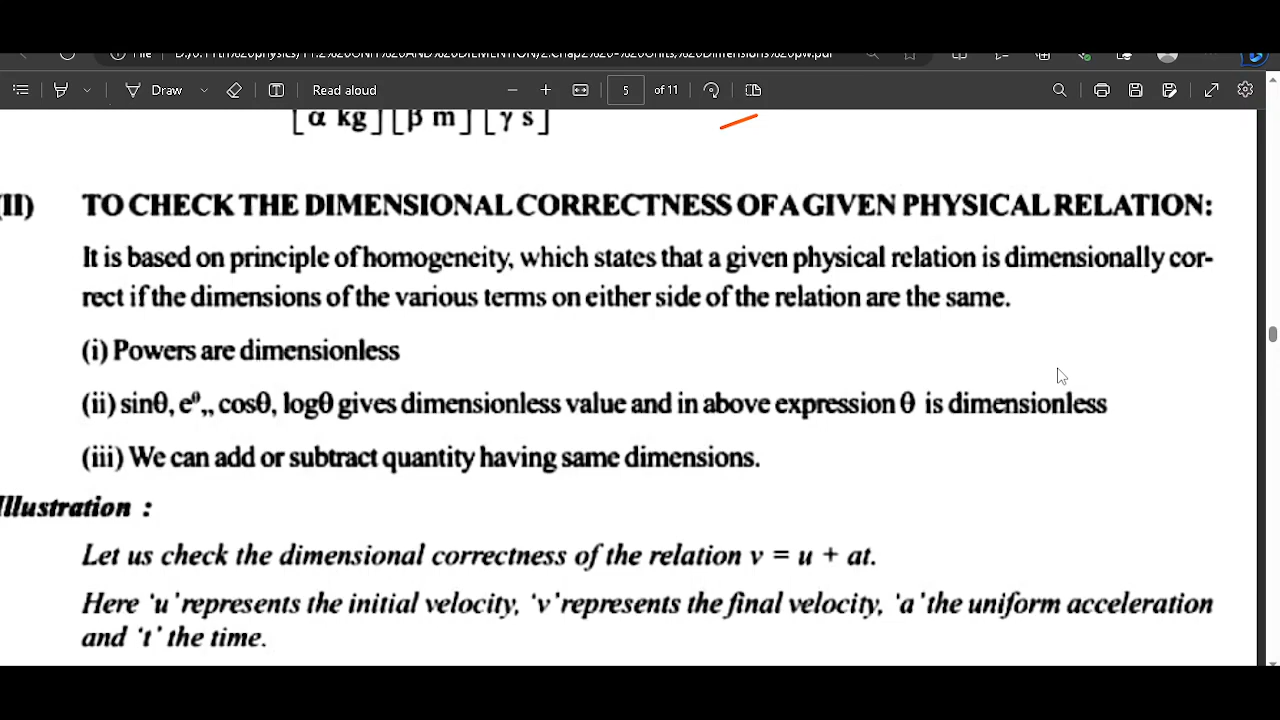 Draw
Read aloud
5
of 11
[α kg][β m][γ s]
(II) TO CHECK THE DIMENSIONAL CORRECTNESS OF A GIVEN PHYSICAL RELATION:
It is based on principle of homogeneity, which states that a given physical relation is dimensionally cor-
rect if the dimensions of the various terms on either side of the relation are the same.
(i) Powers are dimensionless
(ii) sinθ, e^θ,, cosθ, logθ gives dimensionless value and in above expression θ is dimensionless
(iii) We can add or subtract quantity having same dimensions.
Illustration :
Let us check the dimensional correctness of the relation v = u + at.
Here 'u' represents the initial velocity, 'v' represents the final velocity, 'a' the uniform acceleration
and 't' the time.